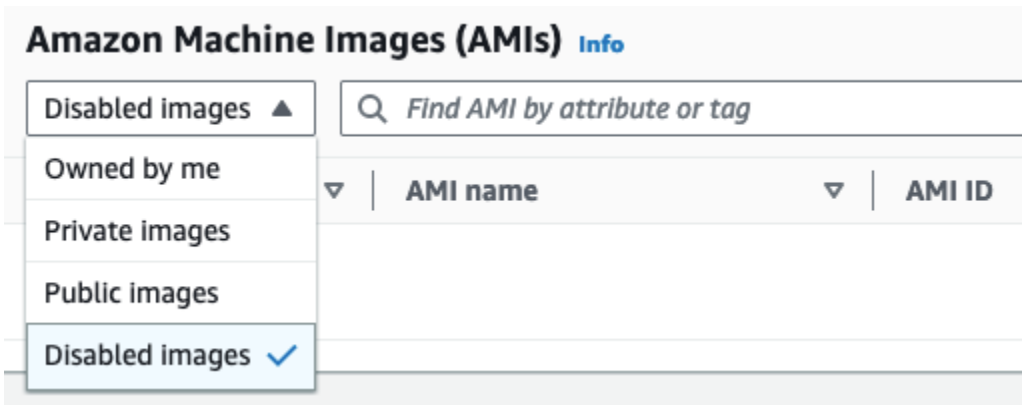 Amazon Machine Images (AMIs) Info
Disabled images
Find AMI by attribute or tag
Owned by me
AMI name
AMI ID
Private images
Public images
Disabled images